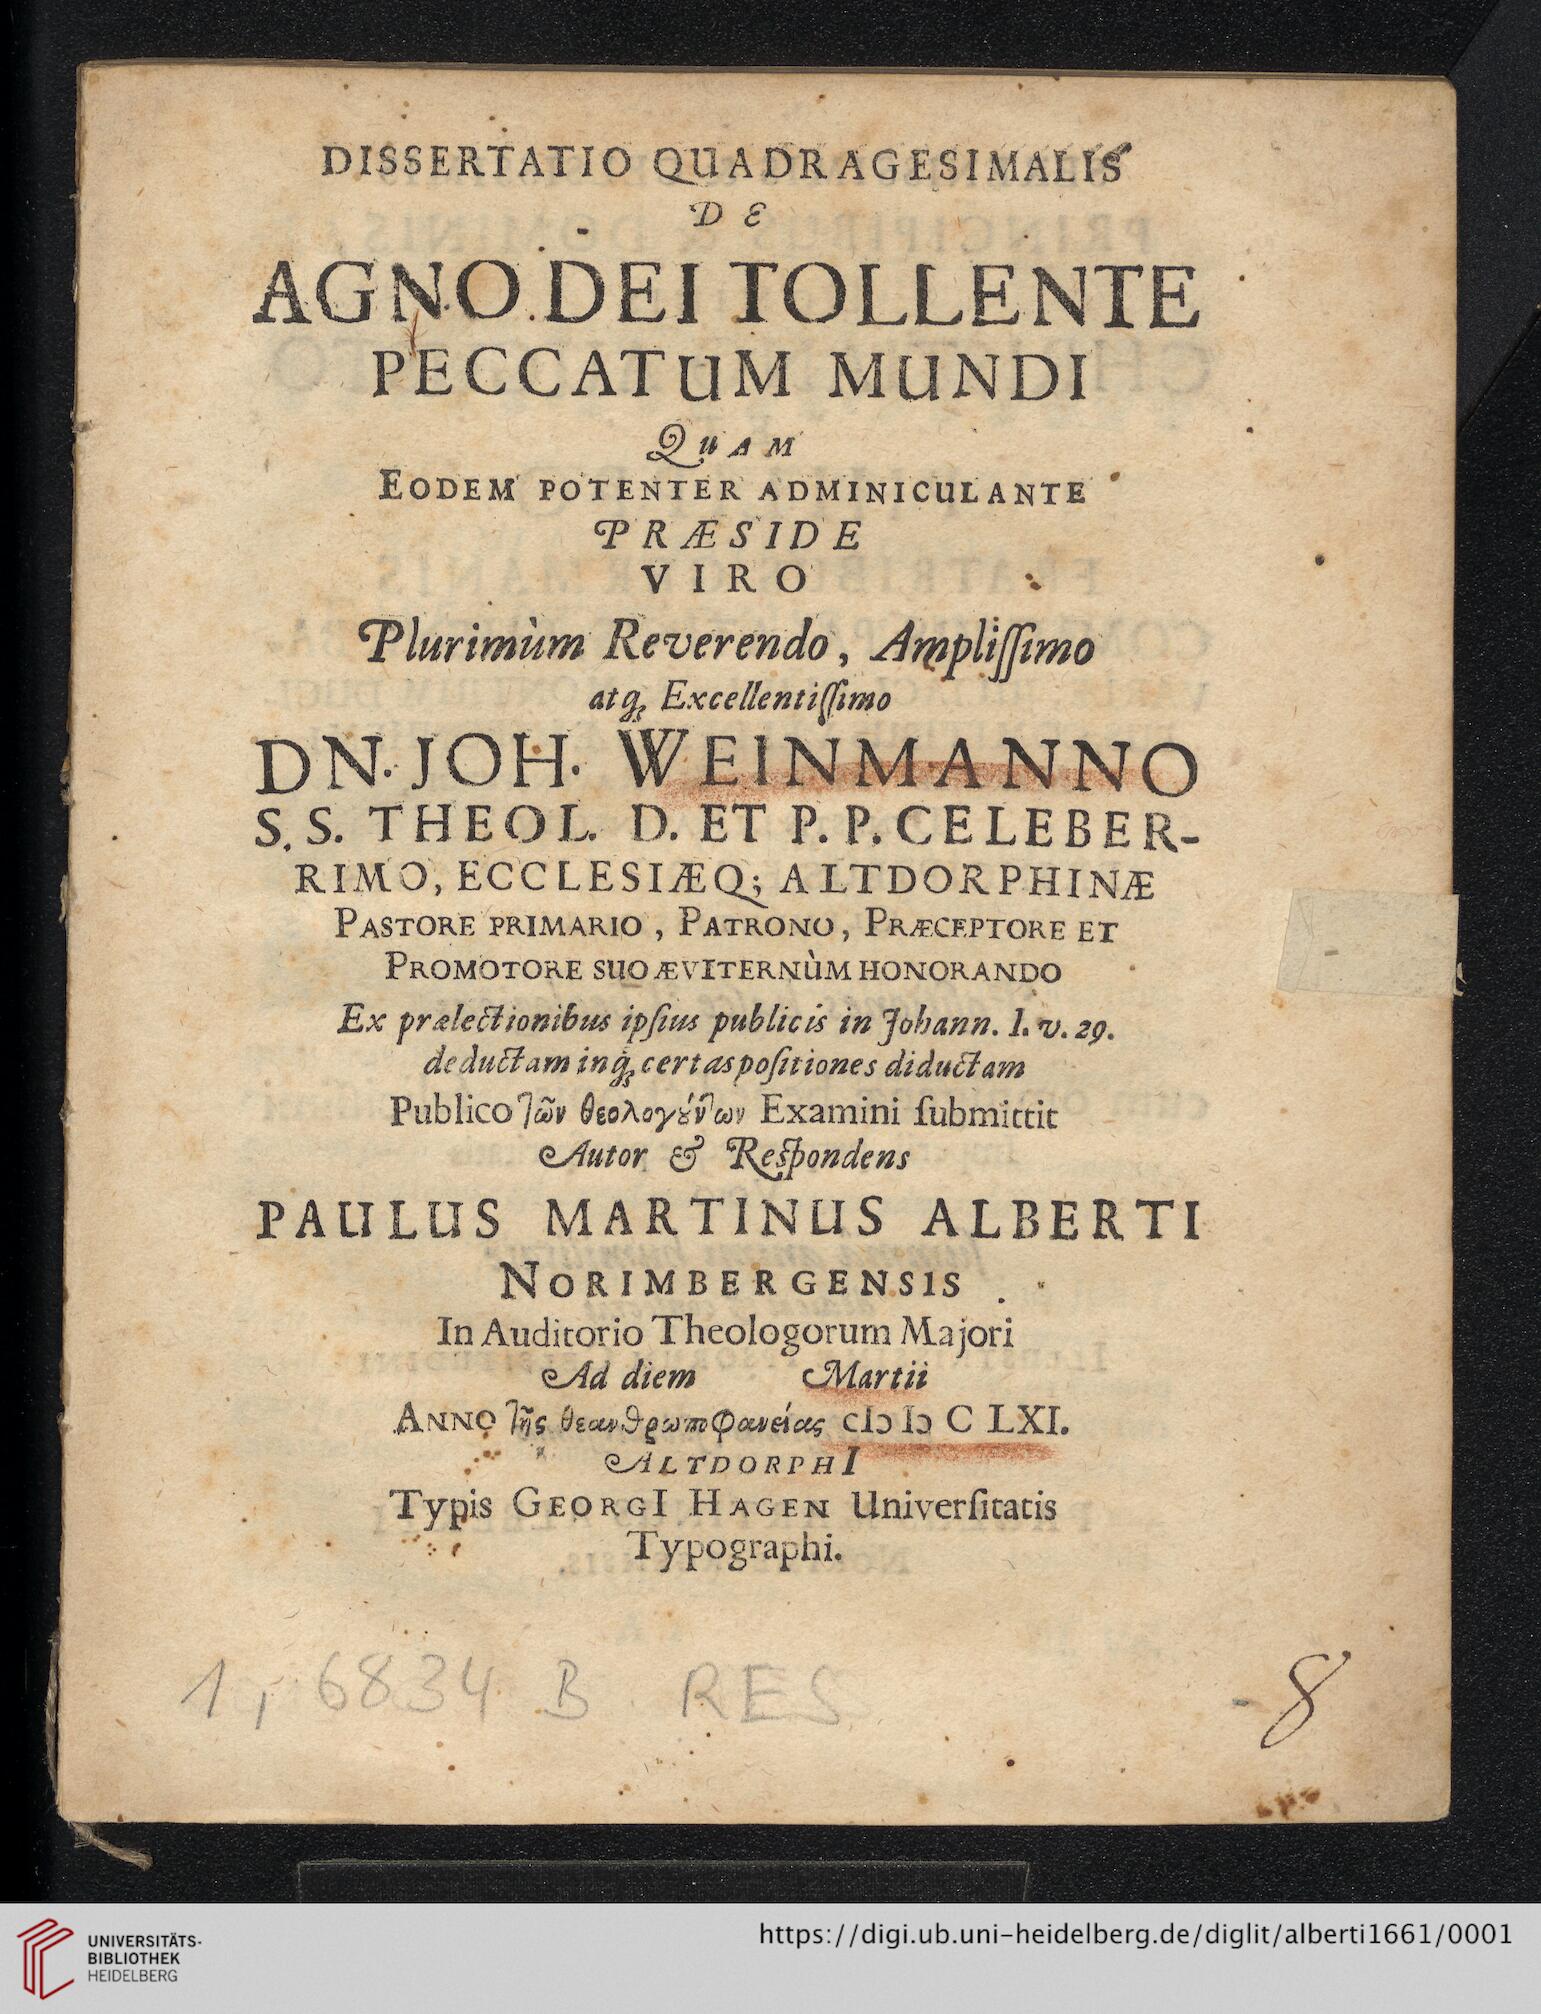 DISSERTATIO QUADRAGESIMALIS
DE
AGNO DEI TOLLENTE
PECCATUM MUNDI
QUAM
EODEM POTENTER ADMINICULANTE
PRÆSIDE
VIRO
Plurimùm Reverendo, Ampliſſimo
atq; Excellentiſſimo
DN. JOH. WEINMANNO
S. S. THEOL. D. ET P. P. CELEBER-
RIMO, ECCLESIÆQ; ALTDORPHINÆ
PASTORE PRIMARIO, PATRONO, PRÆCEPTORE ET
PROMOTORE SUO ÆVITERNÙM HONORANDO
Ex prælectionibus ipſius publicis in Johann. 1. v. 29.
deductam inq; certas poſitiones diductam
Publico τῶν θεολογούντων Examini ſubmittit
Autor & Reſpondens
PAULUS MARTINUS ALBERTI
NORIMBERGENSIS
In Auditorio Theologorum Majori
Ad diem Martii
ANNO τῆς θεανθρωποφανείας CIↃ IↃ C LXI.
ALTDORPHI
Typis GEORGI HAGEN Univerſitatis
Typographi.
1, 6834 B RES
8
UNIVERSITÄTS-
BIBLIOTHEK
HEIDELBERG
https://digi.ub.uni-heidelberg.de/diglit/alberti1661/0001